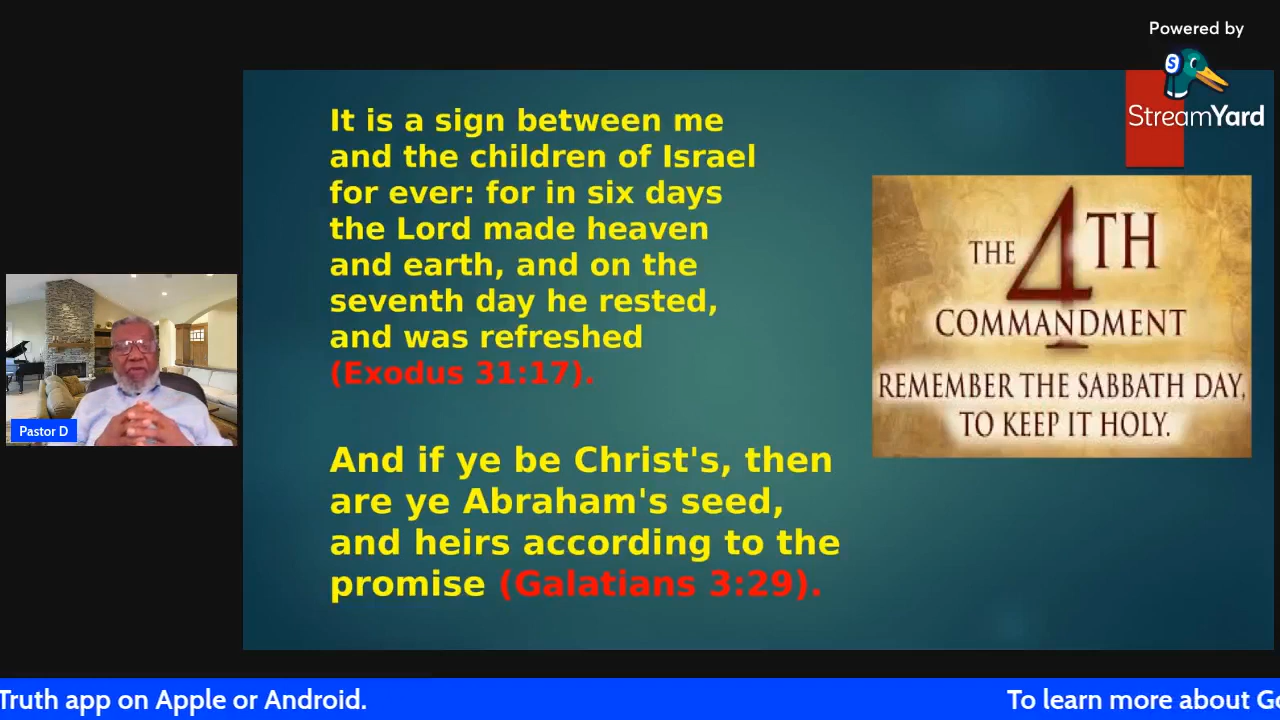 Powered by
StreamYard
It is a sign between me
and the children of Israel
for ever: for in six days
the Lord made heaven
and earth, and on the
seventh day he rested,
and was refreshed
(Exodus 31:17).
And if ye be Christ's, then
are ye Abraham's seed,
and heirs according to the
promise (Galatians 3:29).
THE 4TH
COMMANDMENT
REMEMBER THE SABBATH DAY,
TO KEEP IT HOLY.
Pastor D
Truth app on Apple or Android.
To learn more about